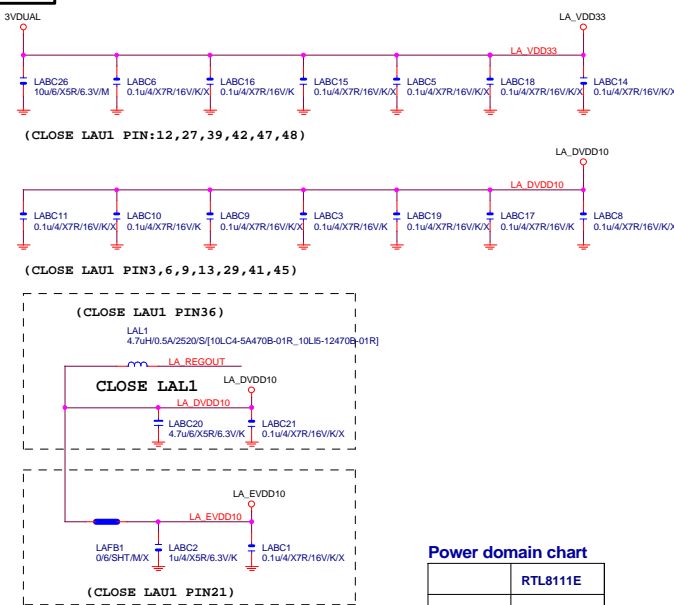 3VDUAL
LA_VDD33
LA_VDD33
LABC26
10u/6/X5R/6.3V/M
LABC6
0.1u/4/X7R/16V/K/X
LABC16
0.1u/4/X7R/16V/K
LABC15
0.1u/4/X7R/16V/K/X
LABC5
0.1u/4/X7R/16V/K/X
LABC18
0.1u/4/X7R/16V/K/X
LABC14
0.1u/4/X7R/16V/K/X
(CLOSE LAU1 PIN:12,27,39,42,47,48)
LA_DVDD10
LA_DVDD10
LABC11
0.1u/4/X7R/16V/K/X
LABC10
0.1u/4/X7R/16V/K
LABC9
0.1u/4/X7R/16V/K/X
LABC3
0.1u/4/X7R/16V/K
LABC19
0.1u/4/X7R/16V/K/X
LABC17
0.1u/4/X7R/16V/K
LABC8
0.1u/4/X7R/16V/K/X
(CLOSE LAU1 PIN3,6,9,13,29,41,45)
(CLOSE LAU1 PIN36)
LAL1
4.7uH/0.5A/2520/S/[10LC4-5A470B-01R_10LI5-12470B-01R]
LA_REGOUT
CLOSE LAL1
LA_DVDD10
LA_DVDD10
LABC20
4.7u/6/X5R/6.3V/K
LABC21
0.1u/4/X7R/16V/K/X
LA_EVDD10
LA_EVDD10
LAFB1
0/6/SHT/M/X
LABC2
1u/4/X5R/6.3V/K
LABC1
0.1u/4/X7R/16V/K/X
(CLOSE LAU1 PIN21)
Power domain chart
RTL8111E